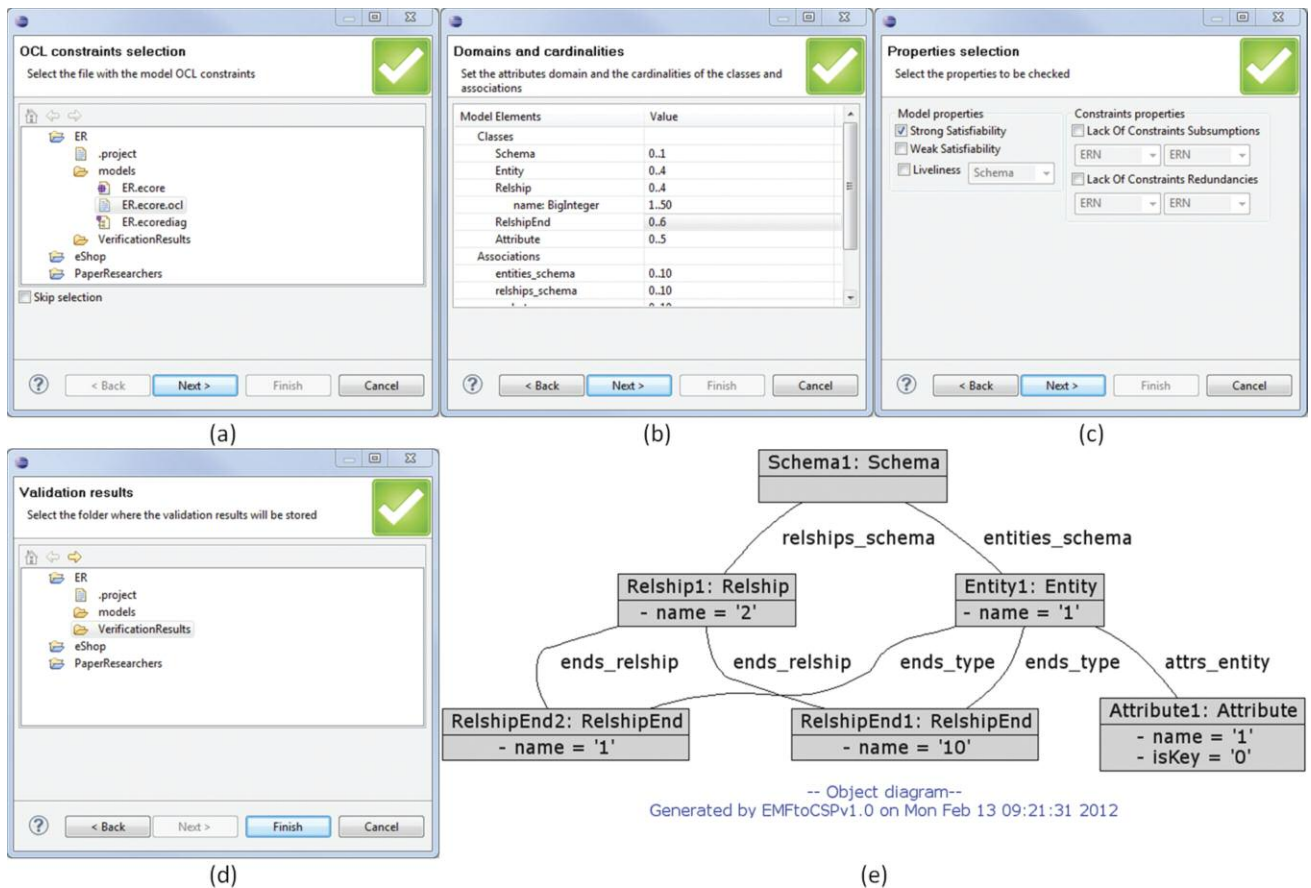 OCL constraints selection
Select the file with the model OCL constraints
ER
.project
models
ER.ecore
ER.ecore.ocl
ER.ecorediag
VerificationResults
eShop
PaperResearchers
Skip selection
? < Back Next > Finish Cancel
(a)
Domains and cardinalities
Set the attributes domain and the cardinalities of the classes and
associations
Model Elements Value
Classes
Schema 0..1
Entity 0..4
Relship 0..4
name: BigInteger 1..50
RelshipEnd 0..6
Attribute 0..5
Associations
entities_schema 0..10
relships_schema 0..10
? < Back Next > Finish Cancel
(b)
Properties selection
Select the properties to be checked
Model properties
Strong Satisfiability
Weak Satisfiability
Liveliness Schema
Constraints properties
Lack Of Constraints Subsumptions
ERN ERN
Lack Of Constraints Redundancies
ERN ERN
? < Back Next > Finish Cancel
(c)
Validation results
Select the folder where the validation results will be stored
ER
.project
models
VerificationResults
eShop
PaperResearchers
? < Back Next > Finish Cancel
(d)
Schema1: Schema
relships_schema entities_schema
Relship1: Relship Entity1: Entity
- name = '2' - name = '1'
ends_relship ends_relship ends_type ends_type attrs_entity
RelshipEnd2: RelshipEnd RelshipEnd1: RelshipEnd Attribute1: Attribute
- name = '1' - name = '10' - name = '1'
- isKey = '0'
-- Object diagram--
Generated by EMFtoCSPv1.0 on Mon Feb 13 09:21:31 2012
(e)